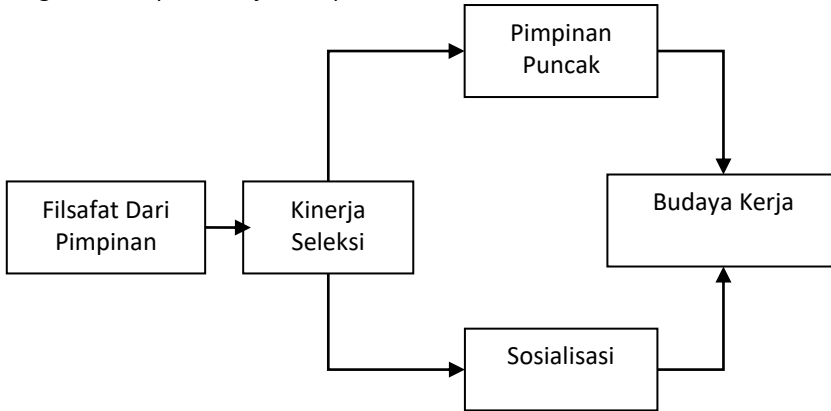 Pimpinan
Puncak
Filsafat Dari
Pimpinan
Kinerja
Seleksi
Budaya Kerja
Sosialisasi